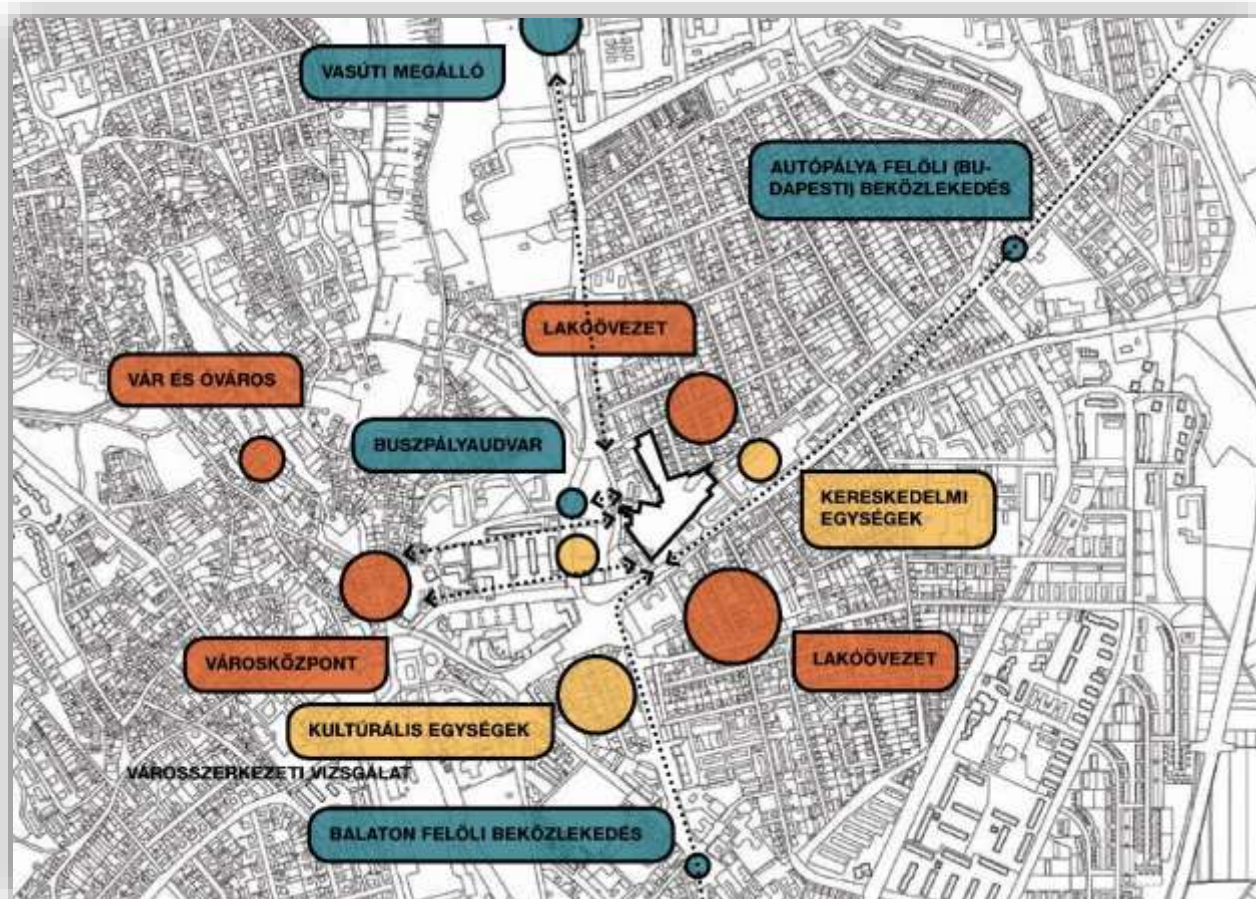 VASÚTI MEGÁLLÓ
AUTÓPÁLYA FELŐLI (BU-
DAPESTI) BEKÖZLEKEDÉS
LAKÓÖVEZET
VÁR ÉS ÓVÁROS
BUSZPÁLYAUDVAR
KERESKEDELMI
EGYSÉGEK
VÁROSKÖZPONT
LAKÓÖVEZET
KULTÚRÁLIS EGYSÉGEK
VÁROSSZERKEZETI VIZSGÁLAT
BALATON FELŐLI BEKÖZLEKEDÉS